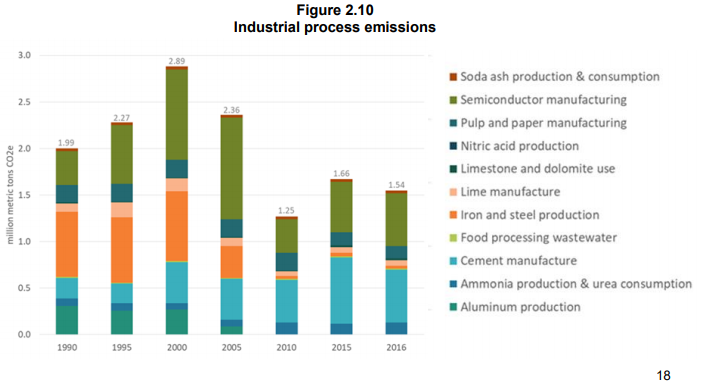 Figure 2.10
Industrial process emissions
3.0
2.5
2.0
1.5
1.0
0.5
0.0
million metric tons CO2e
1.99
2.27
2.89
2.36
1.25
1.66
1.54
1990
1995
2000
2005
2010
2015
2016
Soda ash production & consumption
Semiconductor manufacturing
Pulp and paper manufacturing
Nitric acid production
Limestone and dolomite use
Lime manufacture
Iron and steel production
Food processing wastewater
Cement manufacture
Ammonia production & urea consumption
Aluminum production
18